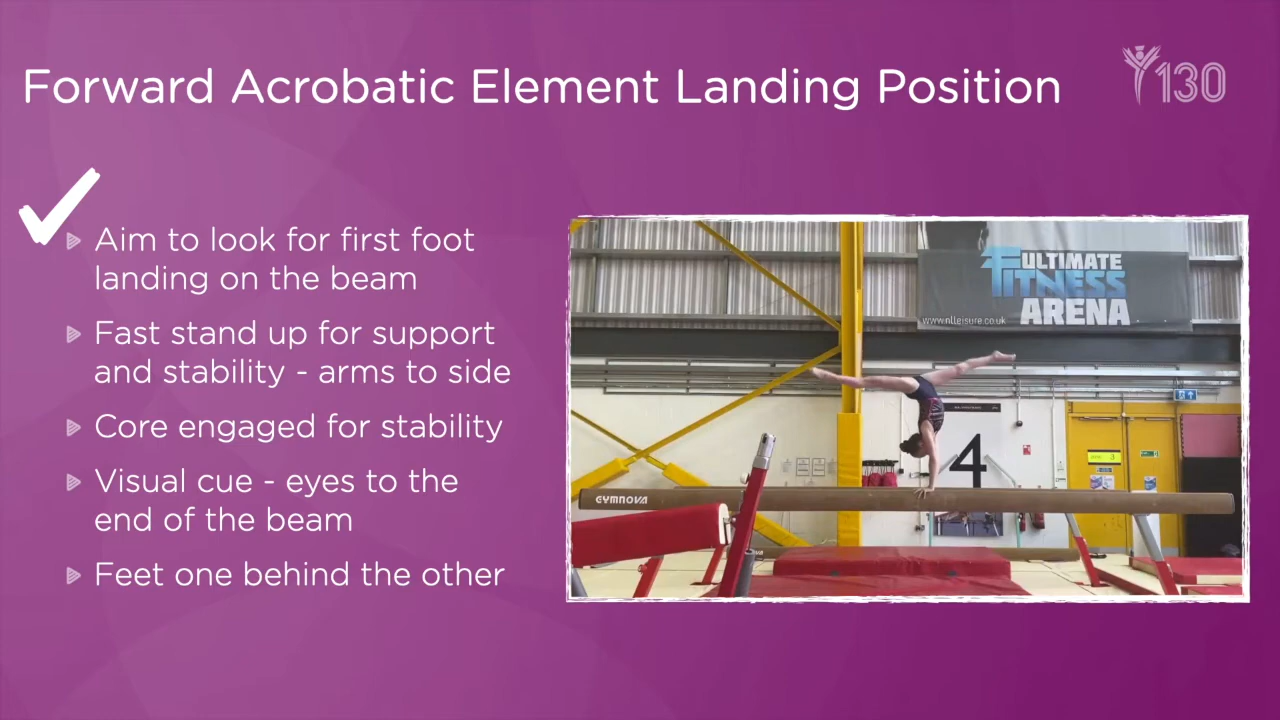 Forward Acrobatic Element Landing Position
130
Aim to look for first foot
landing on the beam
Fast stand up for support
and stability - arms to side
Core engaged for stability
Visual cue - eyes to the
end of the beam
Feet one behind the other
ULTIMATE
FITNESS
ARENA
www.nlleisure.co.uk
4
GYMNOVA